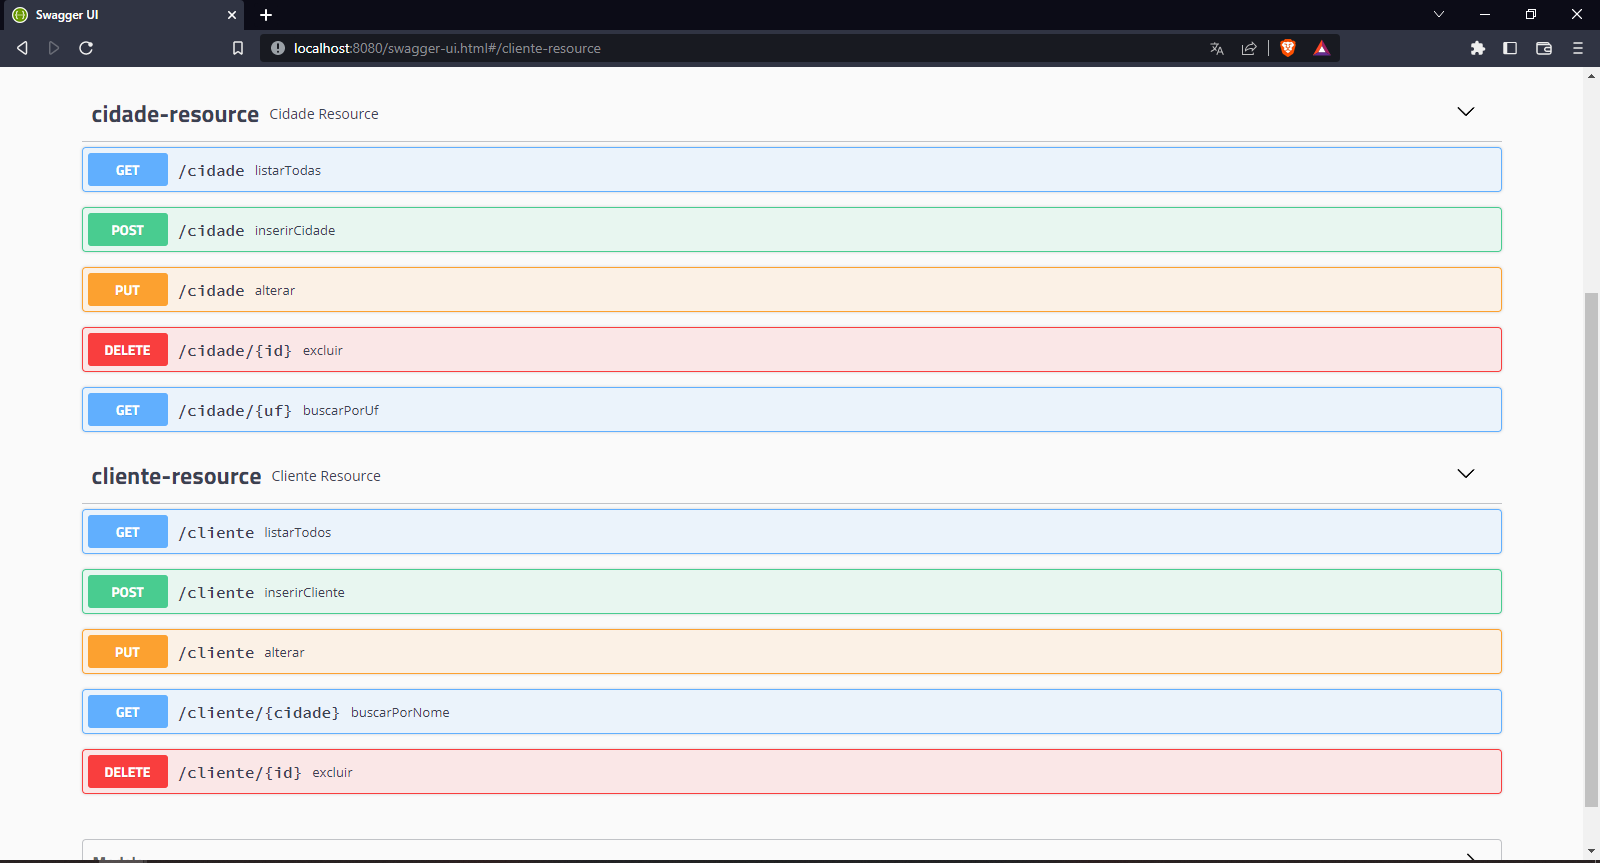 Swagger UI
localhost:8080/swagger-ui.html#/cliente-resource
cidade-resource Cidade Resource
GET /cidade listarTodas
POST /cidade inserirCidade
PUT /cidade alterar
DELETE /cidade/{id} excluir
GET /cidade/{uf} buscarPorUf
cliente-resource Cliente Resource
GET /cliente listarTodos
POST /cliente inserirCliente
PUT /cliente alterar
GET /cliente/{cidade} buscarPorNome
DELETE /cliente/{id} excluir